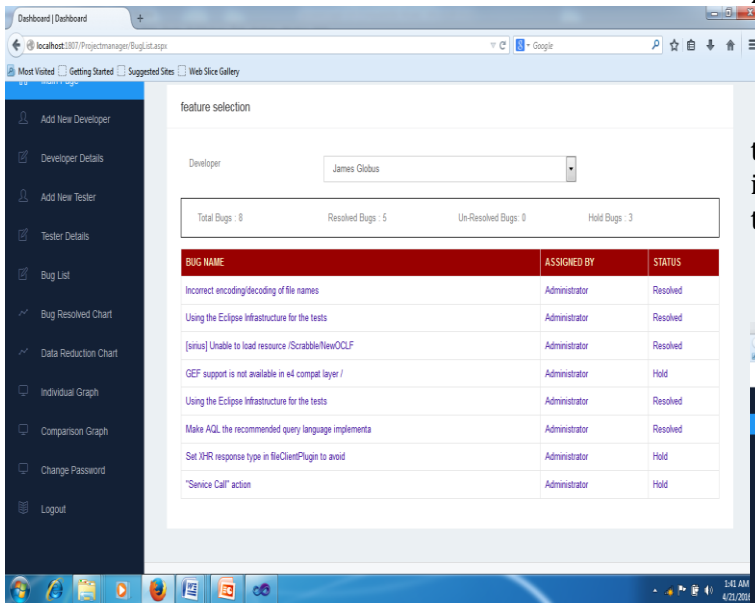 Dashboard | Dashboard +
localhost:1807/Projectmanager/BugList.aspx
Google
Most Visited Getting Started Suggested Sites Web Slice Gallery
Main Page
Add New Developer
Developer Details
Add New Tester
Tester Details
Bug List
Bug Resolved Chart
Data Reduction Chart
Individual Graph
Comparison Graph
Change Password
Logout
feature selection
Developer James Globus
Total Bugs : 8 Resolved Bugs : 5 Un-Resolved Bugs: 0 Hold Bugs : 3
BUG NAME ASSIGNED BY STATUS
Incorrect encoding/decoding of file names Administrator Resolved
Using the Eclipse Infrastructure for the tests Administrator Resolved
[sirius] Unable to load resource /Scrabble/NewOCLF Administrator Resolved
GEF support is not available in e4 compat layer / Administrator Hold
Using the Eclipse Infrastructure for the tests Administrator Resolved
Make AQL the recommended query language implementa Administrator Resolved
Set XHR response type in fileClientPlugin to avoid Administrator Hold
"Service Call" action Administrator Hold
1:41 AM